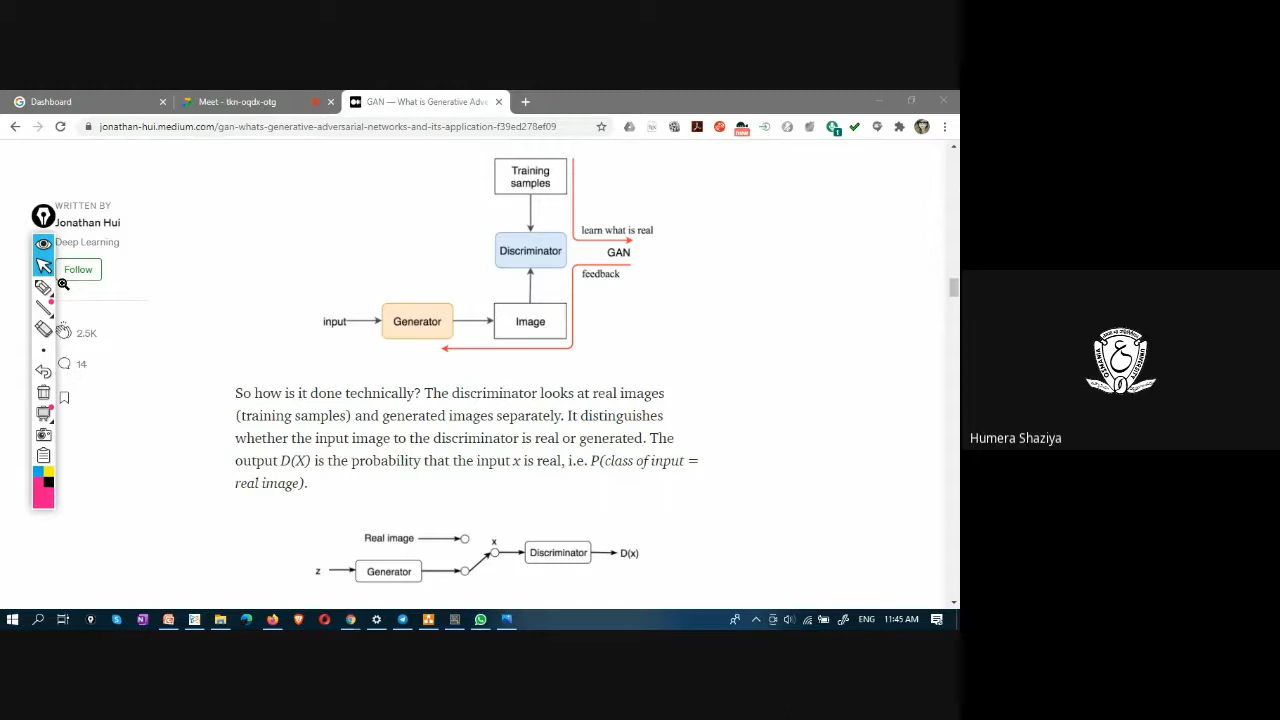 Dashboard
Meet - tkn-oqdx-otg
GAN — What is Generative Adve
jonathan-hui.medium.com/gan-whats-generative-adversarial-networks-and-its-application-f39ed278ef09
WRITTEN BY
Jonathan Hui
Deep Learning
Follow
2.5K
14
Training
samples
learn what is real
Discriminator
GAN
feedback
input
Generator
Image
So how is it done technically? The discriminator looks at real images
(training samples) and generated images separately. It distinguishes
whether the input image to the discriminator is real or generated. The
output D(X) is the probability that the input x is real, i.e. P(class of input =
real image).
Real image
x
Discriminator
D(x)
z
Generator
ENG
11:45 AM
Humera Shaziya